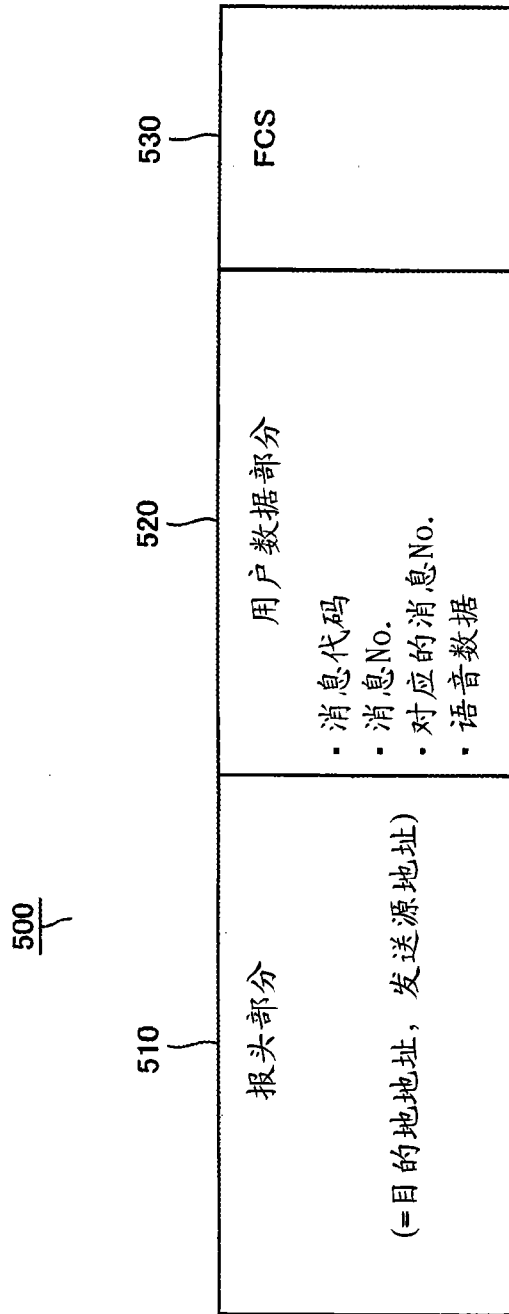 500
510
520
530
报头部分
(=目的地地址，发送源地址)
用户数据部分
·消息代码
·消息No.
·对应的消息No.
·语音数据
FCS